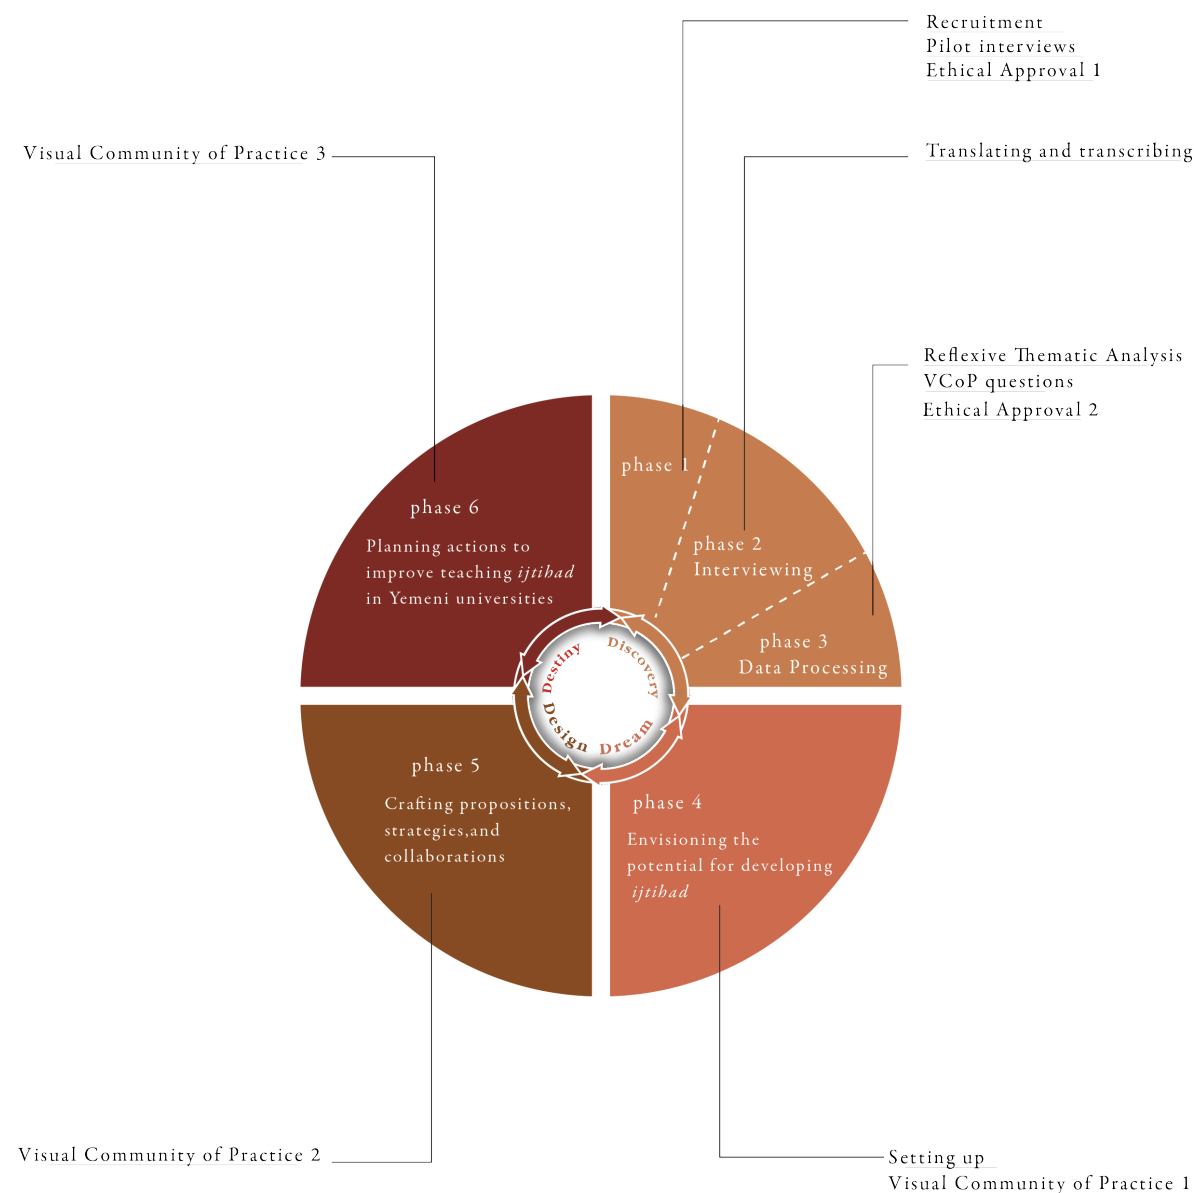 Recruitment
Pilot interviews
Ethical Approval 1
Visual Community of Practice 3
Translating and transcribing
Reflexive Thematic Analysis
VCoP questions
Ethical Approval 2
phase 1
phase 2
Interviewing
phase 3
Data Processing
phase 6
Planning actions to
improve teaching ijtihad
in Yemeni universities
Destiny
Discovery
Design
Dream
phase 5
Crafting propositions,
strategies,and
collaborations
phase 4
Envisioning the
potential for developing
ijtihad
Visual Community of Practice 2
Setting up
Visual Community of Practice 1